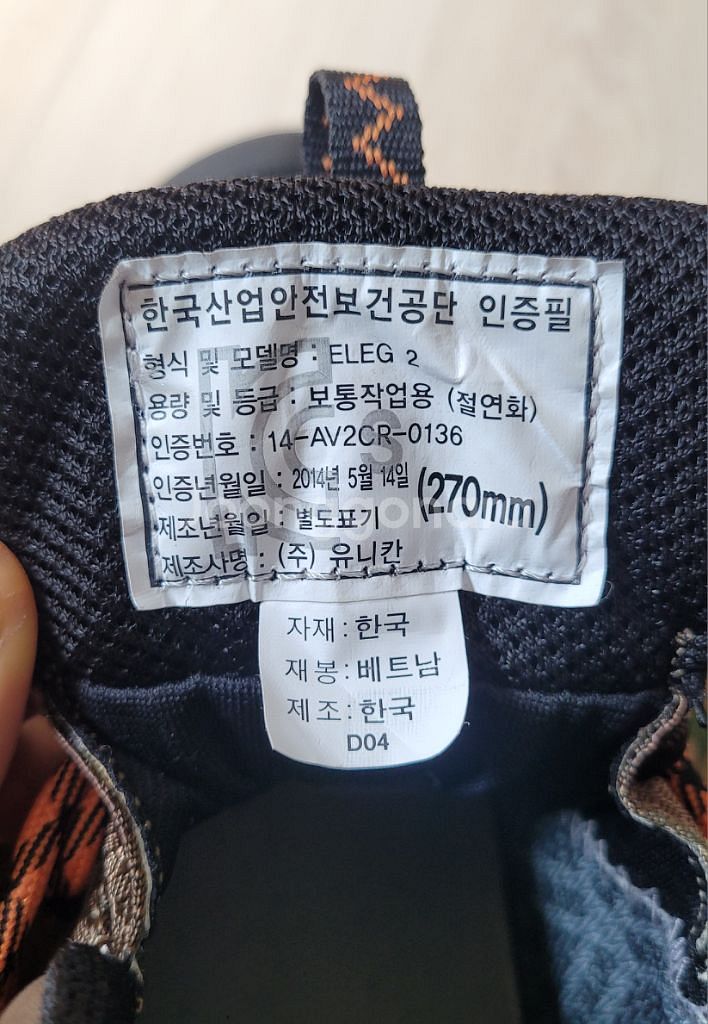 한국산업안전보건공단 인증필
형식 및 모델명 : ELEG 2
용량 및 등급 : 보통작업용 (절연화)
인증번호 : 14-AV2CR-0136
인증년월일 : 2014년 5월 14일 (270mm)
제조년월일 : 별도표기
제조사명 : (주) 유니칸
자재 : 한국
재봉 : 베트남
제조 : 한국
D04